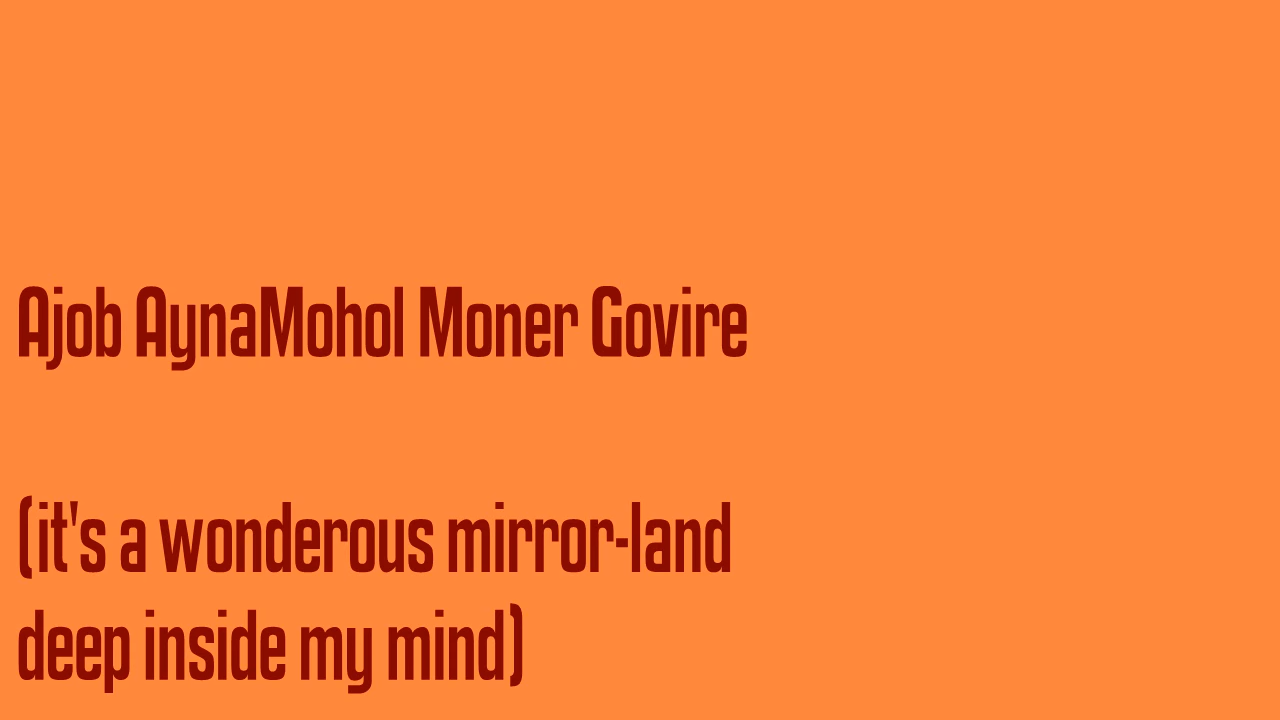 Ajob AynaMohol Moner Govire
(it's a wonderous mirror-land
deep inside my mind)